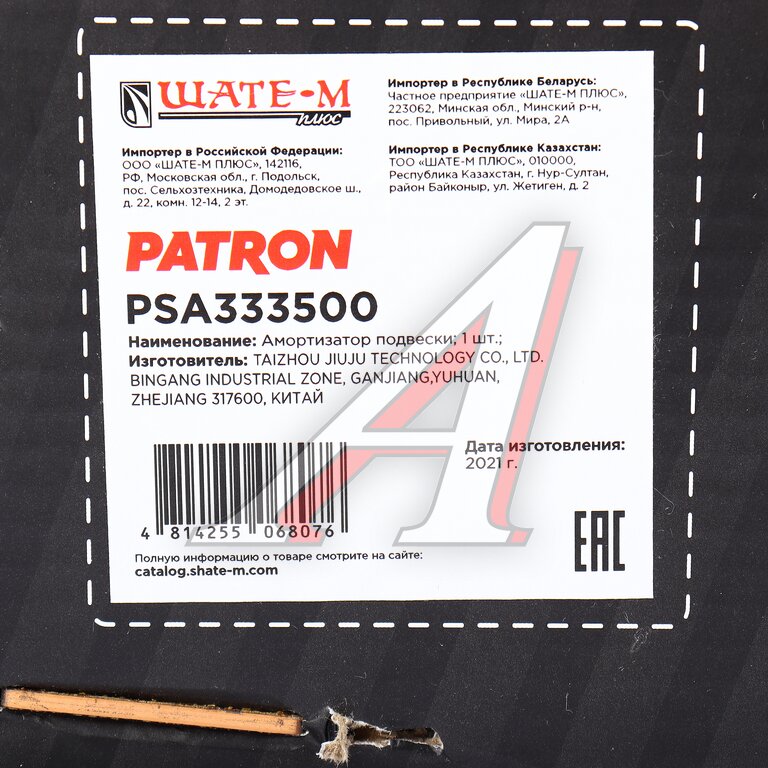 ШАТЕ-М
плюс
Импортер в Российской Федерации:
ООО «ШАТЕ-М ПЛЮС», 142116,
РФ, Московская обл., г. Подольск,
пос. Сельхозтехника, Домодедовское ш.,
д. 22, комн. 12-14, 2 эт.
Импортер в Республике Беларусь:
Частное предприятие «ШАТЕ-М ПЛЮС»,
223062, Минская обл., Минский р-н,
пос. Привольный, ул. Мира, 2А
Импортер в Республике Казахстан:
ТОО «ШАТЕ-М ПЛЮС», 010000,
Республика Казахстан, г. Нур-Султан,
район Байконыр, ул. Жетиген, д. 2
PATRON
PSA333500
Наименование: Амортизатор подвески; 1 шт.;
Изготовитель: TAIZHOU JIUJU TECHNOLOGY CO., LTD.
BINGANG INDUSTRIAL ZONE, GANJIANG,YUHUAN,
ZHEJIANG 317600, КИТАЙ
Дата изготовления:
2021 г.
4 814255 068076
EAC
Полную информацию о товаре смотрите на сайте:
catalog.shate-m.com